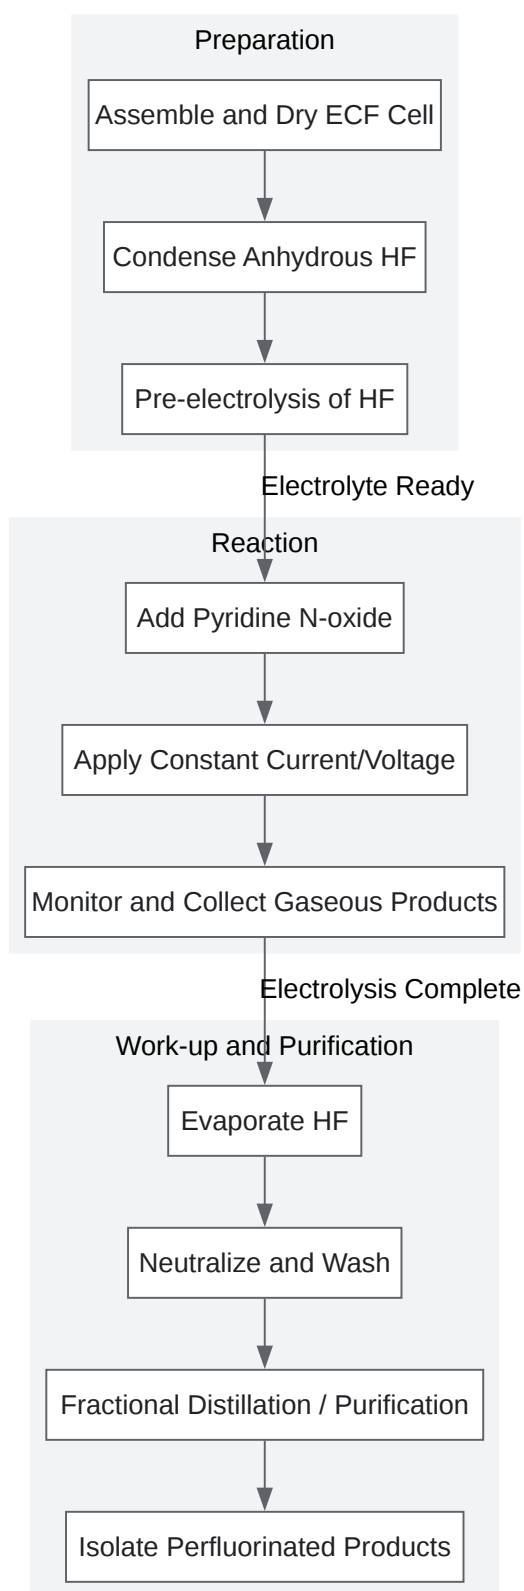 Preparation
Assemble and Dry ECF Cell
Condense Anhydrous HF
Pre-electrolysis of HF
Electrolyte Ready
Reaction
Add Pyridine N-oxide
Apply Constant Current/Voltage
Monitor and Collect Gaseous Products
Electrolysis Complete
Work-up and Purification
Evaporate HF
Neutralize and Wash
Fractional Distillation / Purification
Isolate Perfluorinated Products